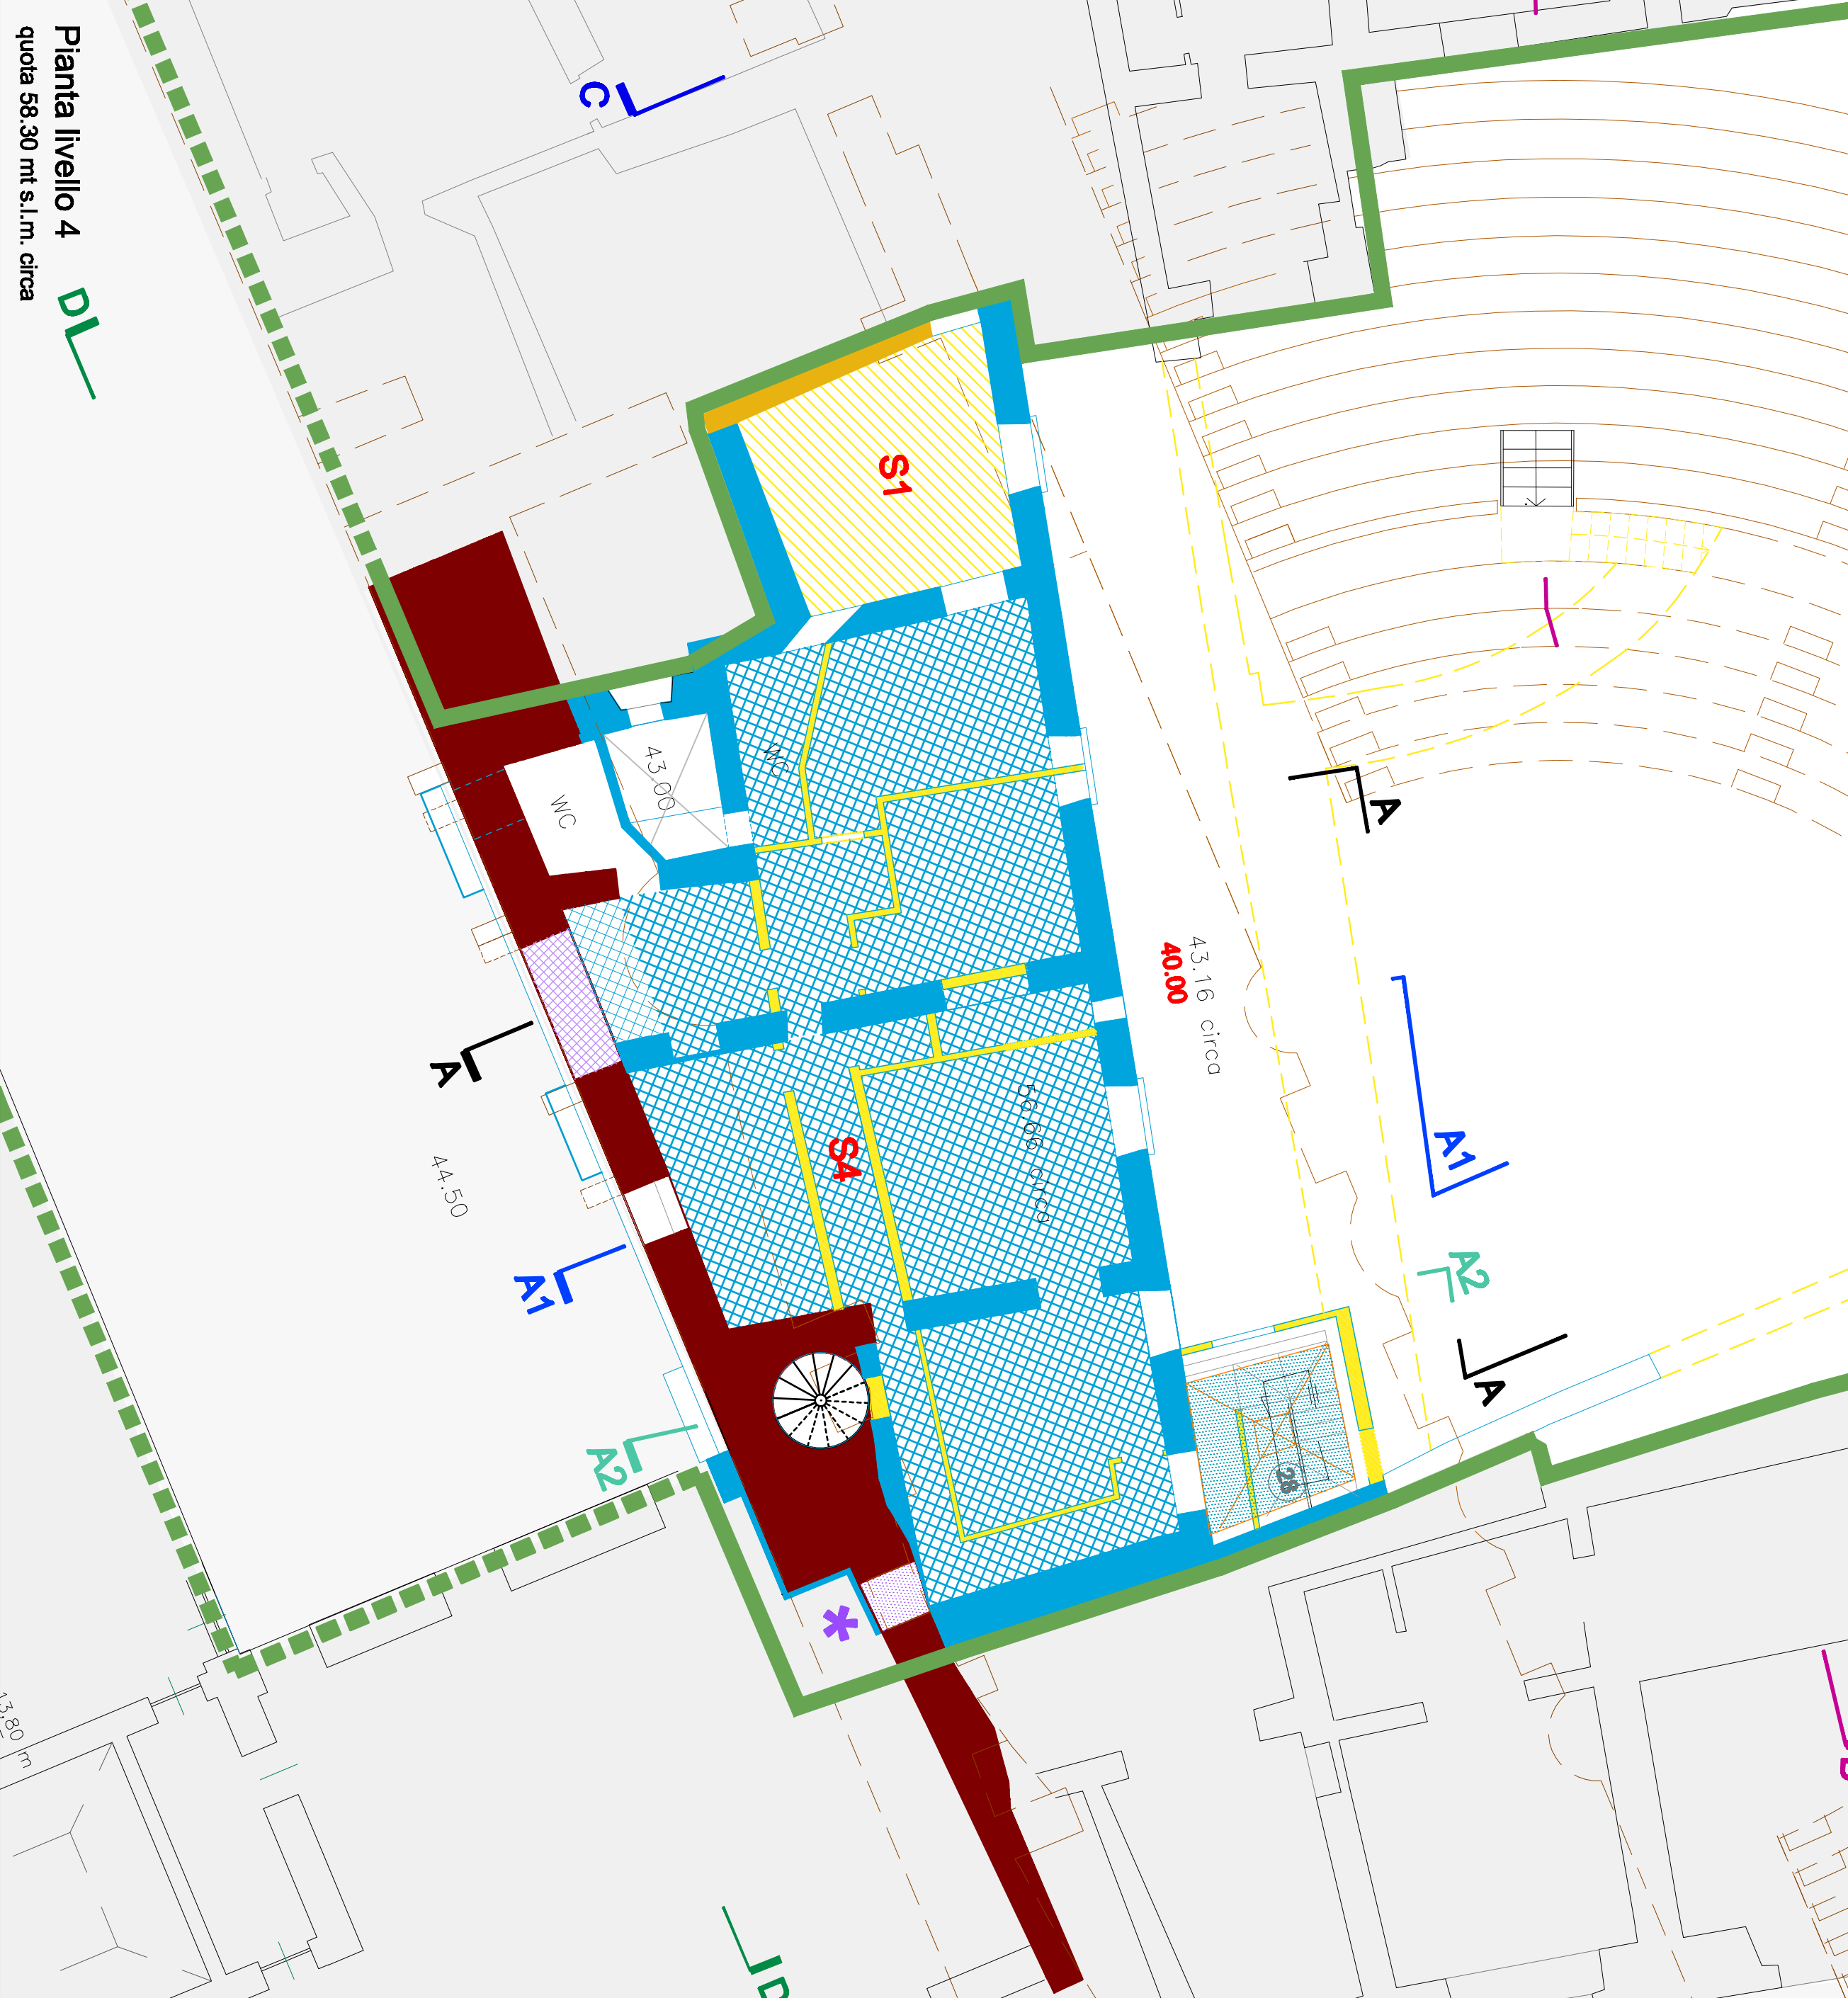 Pianta livello 4
quota 58.30 mt s.l.m. circa
D
C
S1
43.00
WC
WC
A
43.16 circa
40.00
56.66 circa
S4
A
44.50
A1
A1
A2
A
A2
28
*
13,80 m
D
B